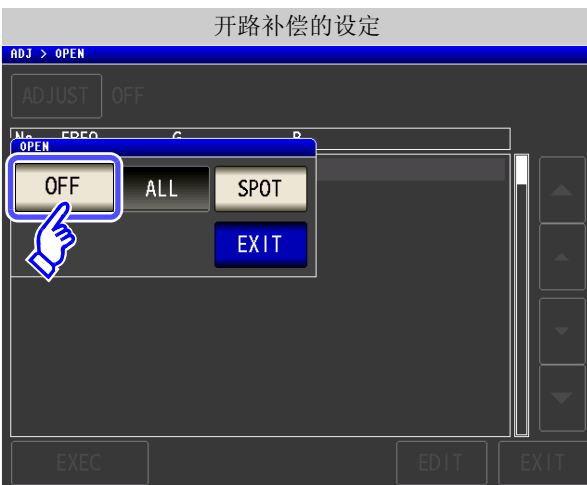 开路补偿的设定
ADJ > OPEN
ADJUST OFF
No. FREQ G B
OPEN
OFF ALL SPOT
EXIT
EXEC EDIT EXIT